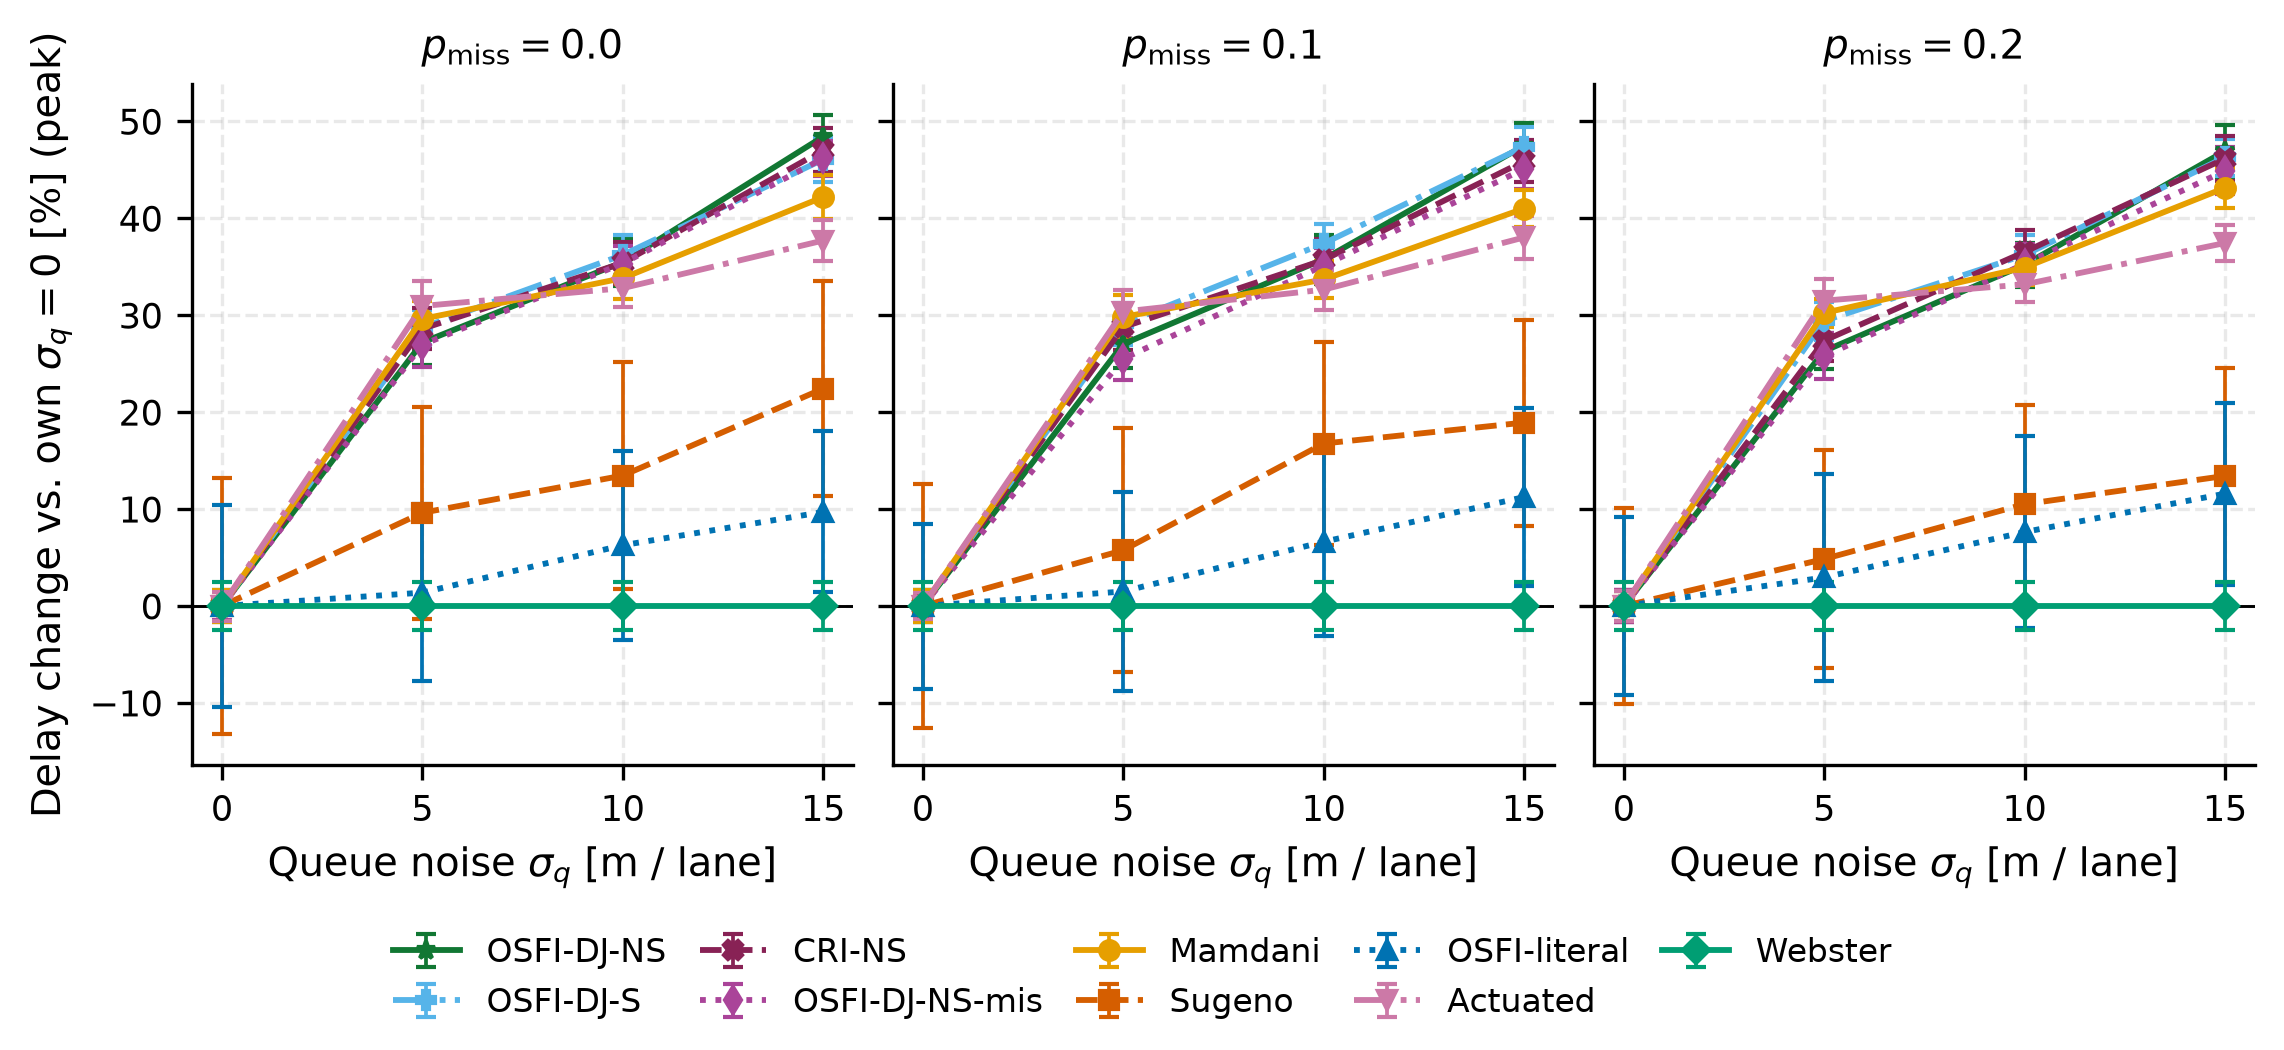 p_miss = 0.0
p_miss = 0.1
p_miss = 0.2
Delay change vs. own σ_q = 0 [%] (peak)
50
40
30
20
10
0
−10
0 5 10 15
0 5 10 15
0 5 10 15
Queue noise σ_q [m / lane]
Queue noise σ_q [m / lane]
Queue noise σ_q [m / lane]
OSFI-DJ-NS CRI-NS Mamdani OSFI-literal Webster
OSFI-DJ-S OSFI-DJ-NS-mis Sugeno Actuated